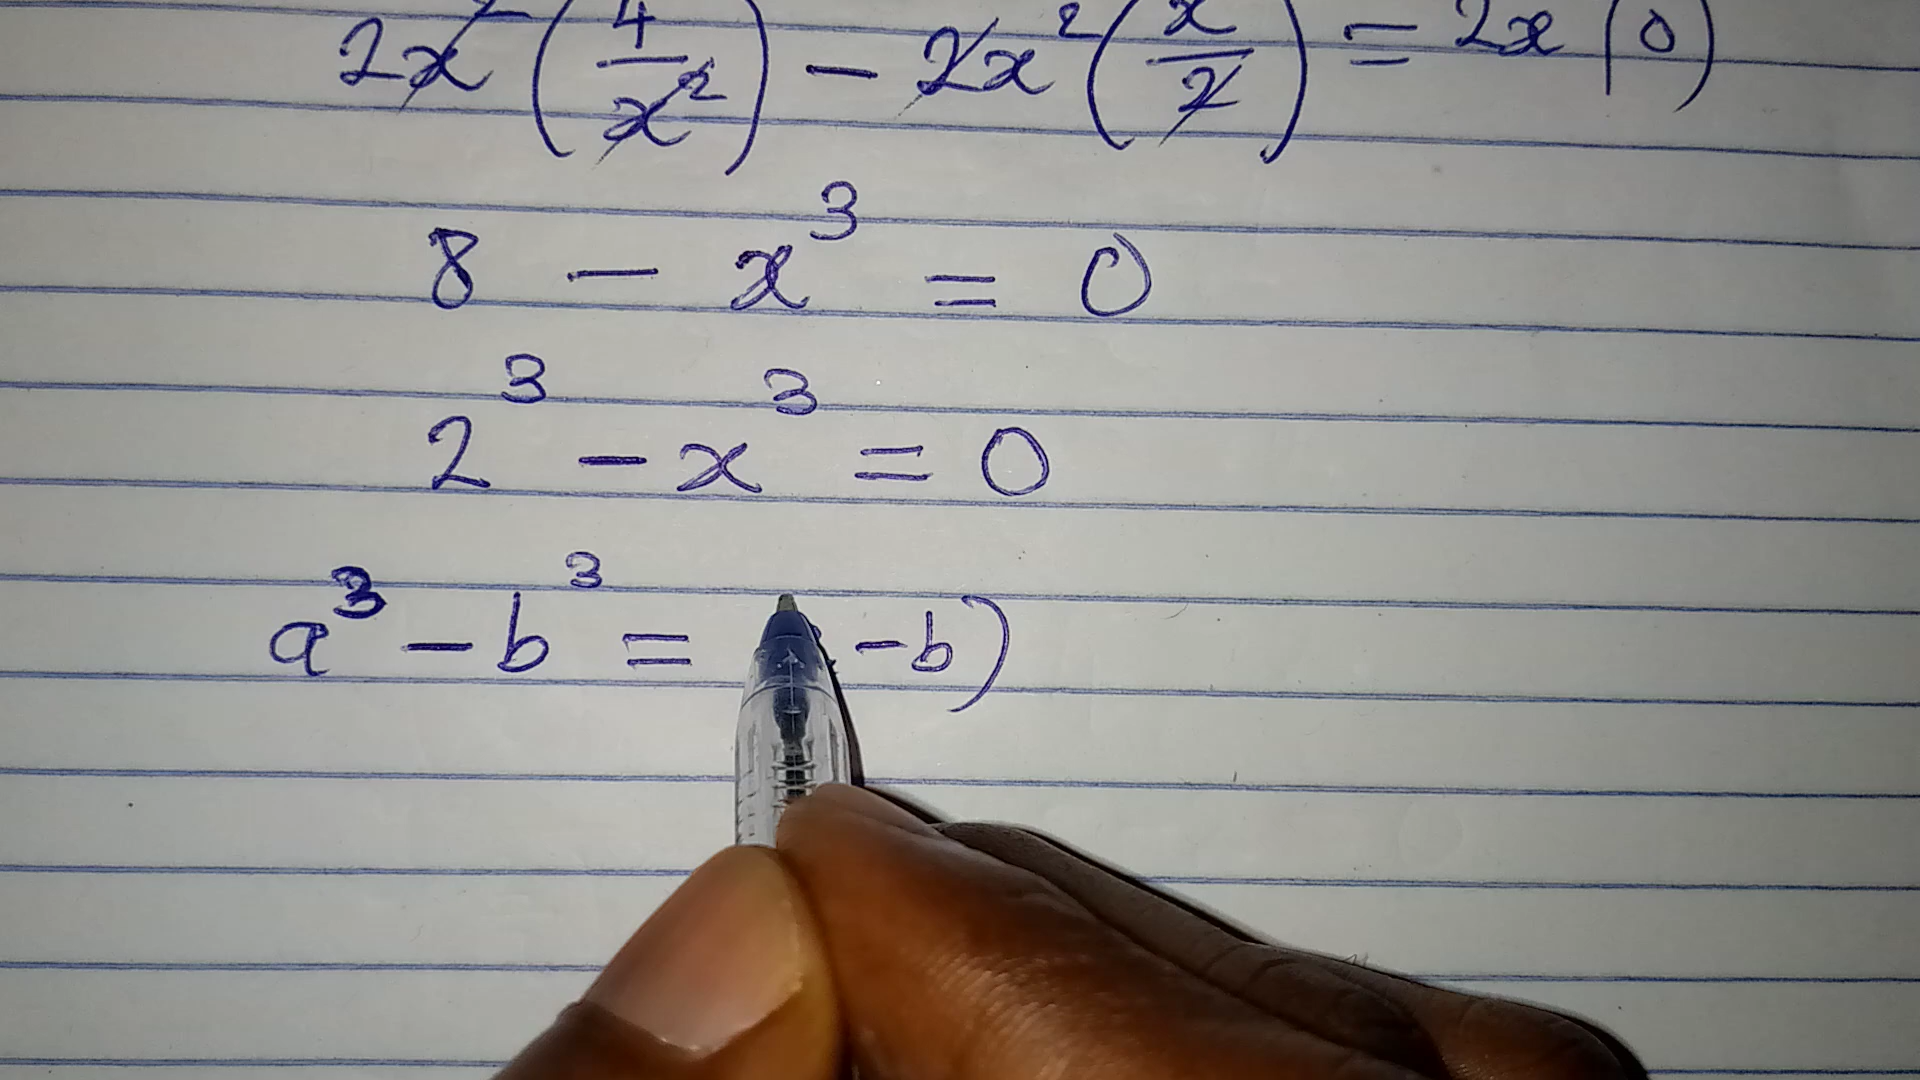 2x²(4/x²) - 2x²(x/2) = 2x(0)
8 - x³ = 0
2³ - x³ = 0
a³ - b³ = - b)